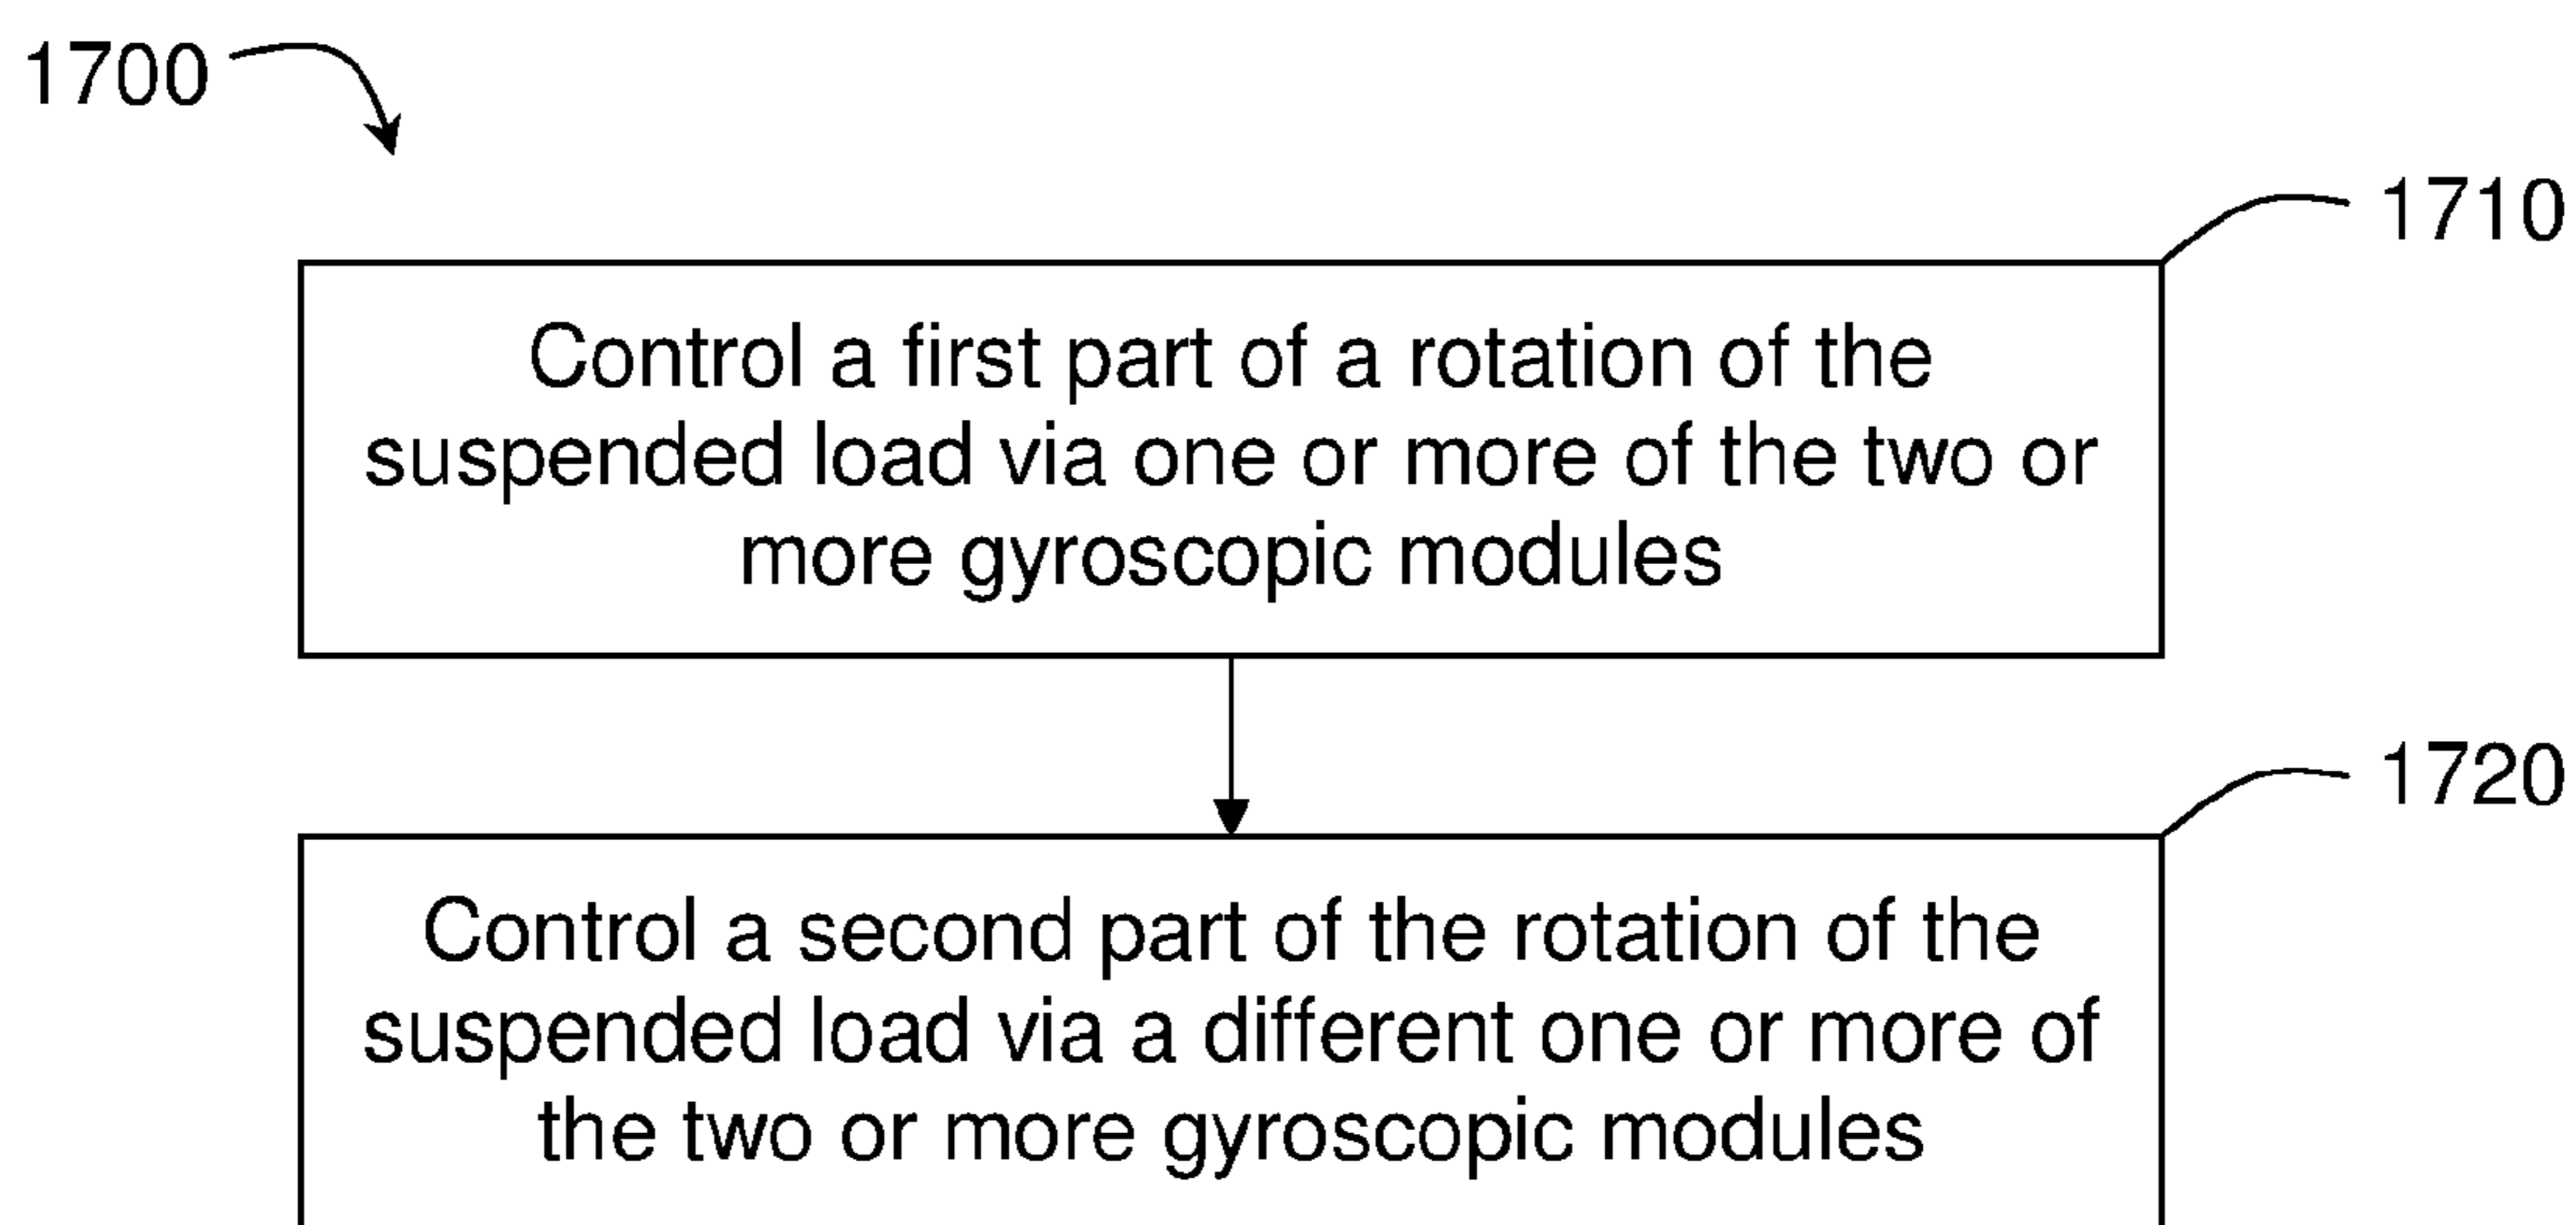 1700
1710
Control a first part of a rotation of the
suspended load via one or more of the two or
more gyroscopic modules
1720
Control a second part of the rotation of the
suspended load via a different one or more of
the two or more gyroscopic modules